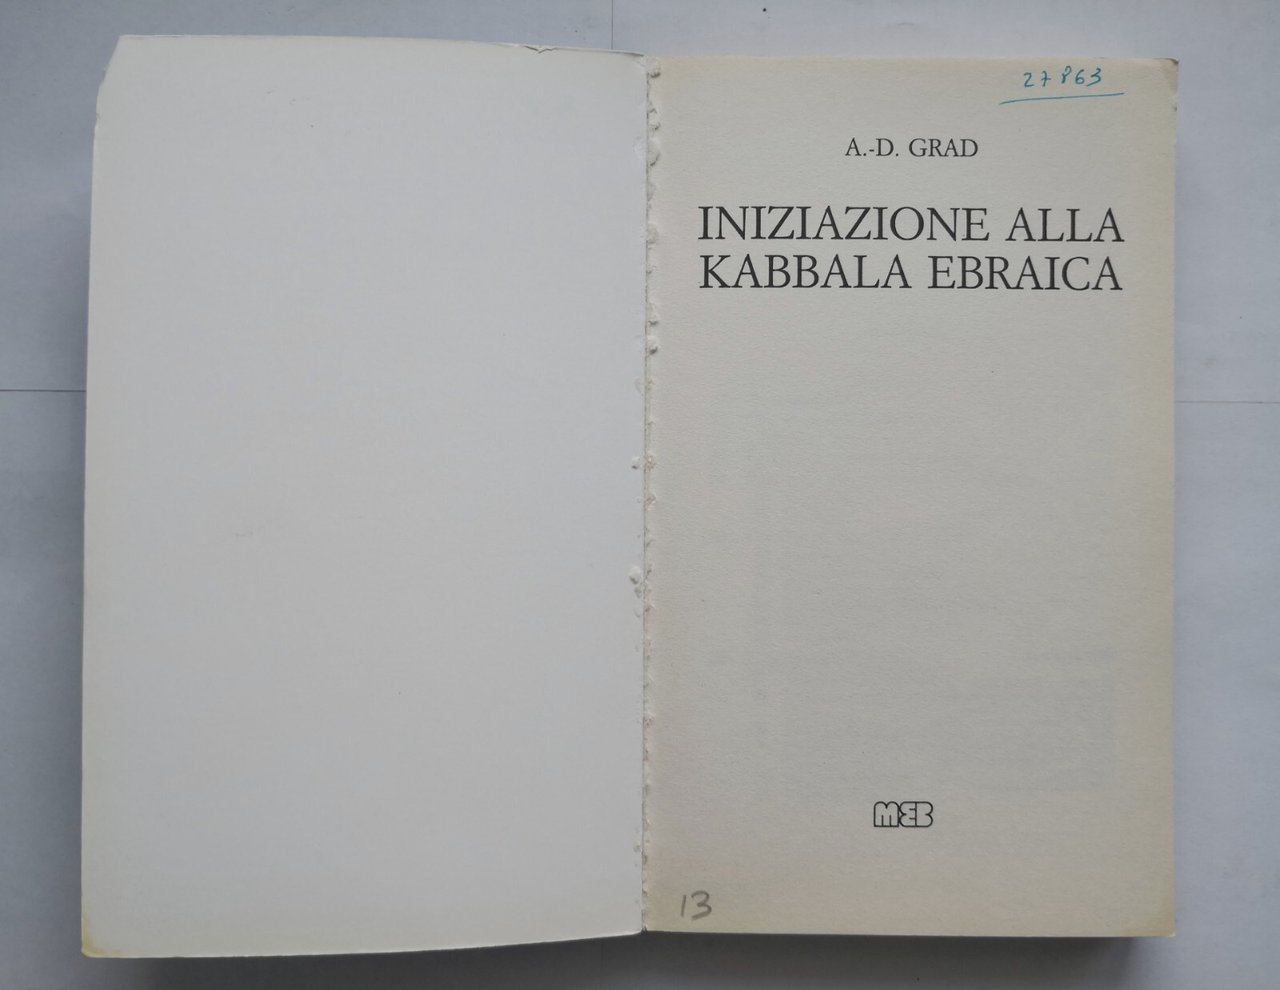 27863
A.-D. GRAD
INIZIAZIONE ALLA
KABBALA EBRAICA
MEB
13